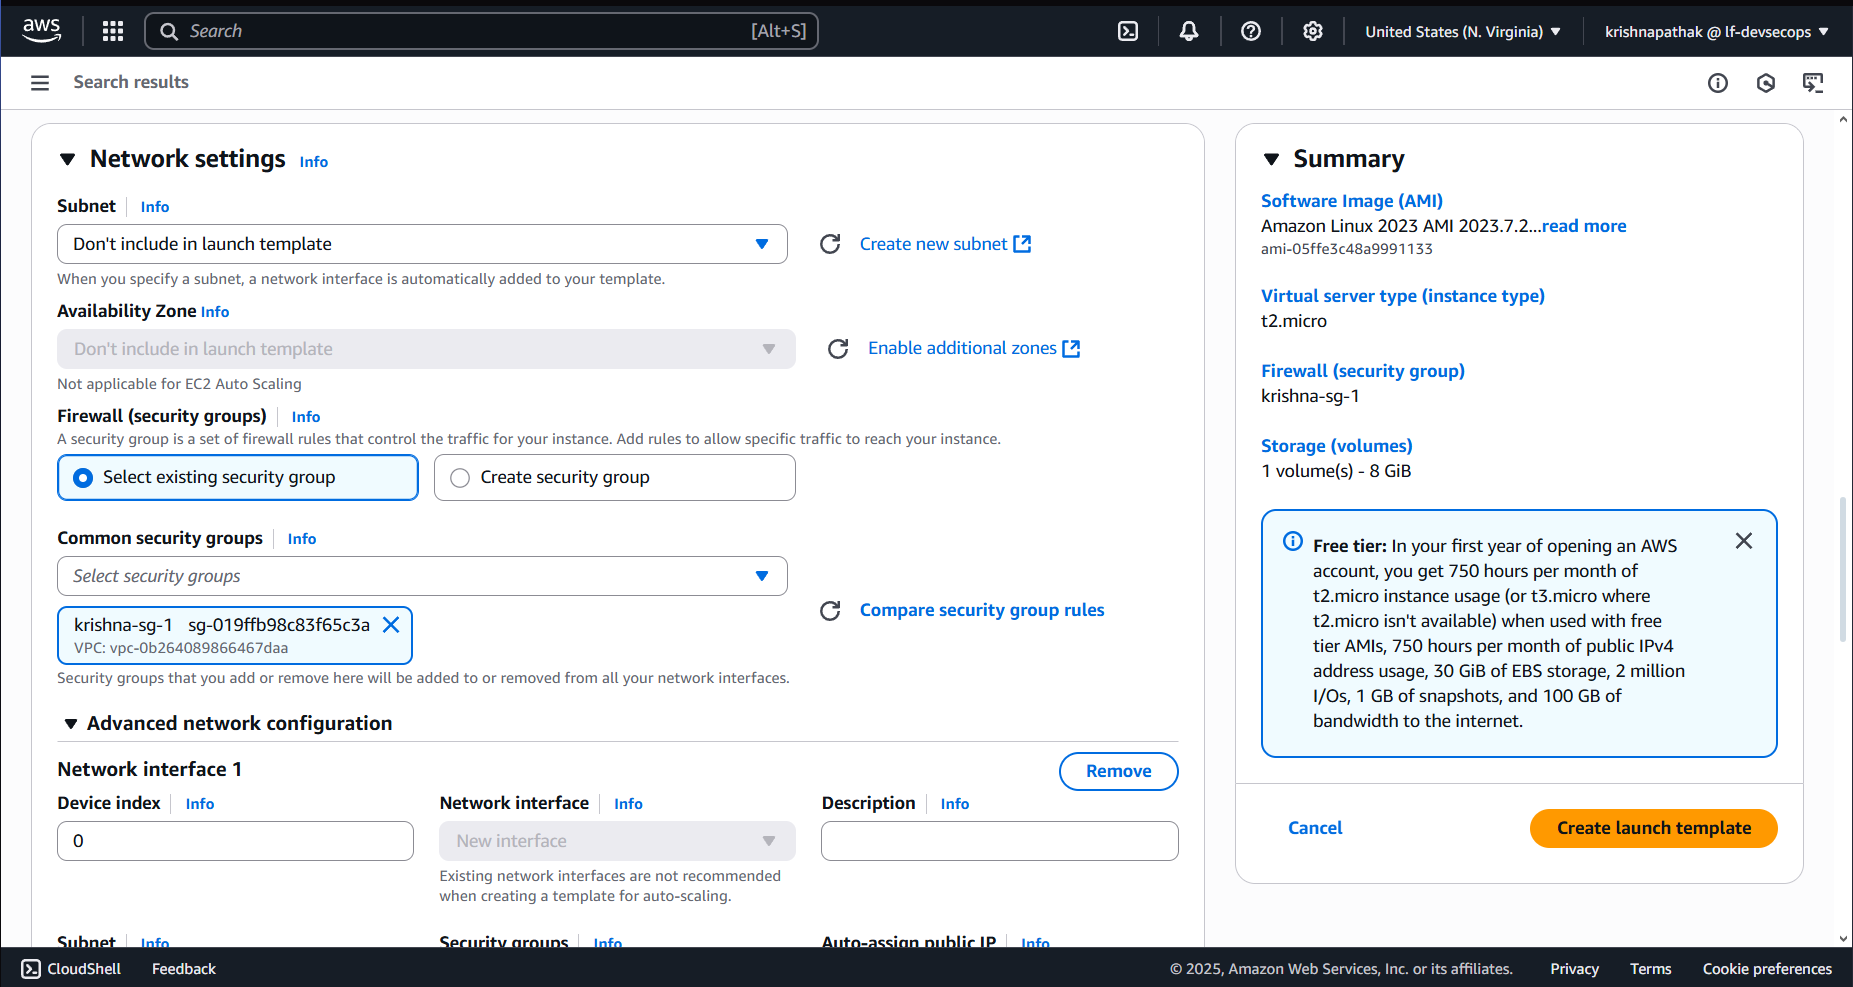 aws
Search [Alt+S]
United States (N. Virginia)
krishnapathak @ lf-devsecops
Search results
Network settings Info
Subnet Info
Don't include in launch template
Create new subnet
When you specify a subnet, a network interface is automatically added to your template.
Availability Zone Info
Don't include in launch template
Enable additional zones
Not applicable for EC2 Auto Scaling
Firewall (security groups) Info
A security group is a set of firewall rules that control the traffic for your instance. Add rules to allow specific traffic to reach your instance.
Select existing security group
Create security group
Common security groups Info
Select security groups
krishna-sg-1 sg-019ffb98c83f65c3a
VPC: vpc-0b264089866467daa
Compare security group rules
Security groups that you add or remove here will be added to or removed from all your network interfaces.
Advanced network configuration
Network interface 1
Remove
Device index Info
0
Network interface Info
New interface
Existing network interfaces are not recommended
when creating a template for auto-scaling.
Description Info
Subnet Info
Security groups Info
Auto-assign public IP Info
Summary
Software Image (AMI)
Amazon Linux 2023 AMI 2023.7.2...read more
ami-05ffe3c48a9991133
Virtual server type (instance type)
t2.micro
Firewall (security group)
krishna-sg-1
Storage (volumes)
1 volume(s) - 8 GiB
Free tier: In your first year of opening an AWS
account, you get 750 hours per month of
t2.micro instance usage (or t3.micro where
t2.micro isn't available) when used with free
tier AMIs, 750 hours per month of public IPv4
address usage, 30 GiB of EBS storage, 2 million
I/Os, 1 GB of snapshots, and 100 GB of
bandwidth to the internet.
Cancel
Create launch template
CloudShell
Feedback
© 2025, Amazon Web Services, Inc. or its affiliates.
Privacy
Terms
Cookie preferences